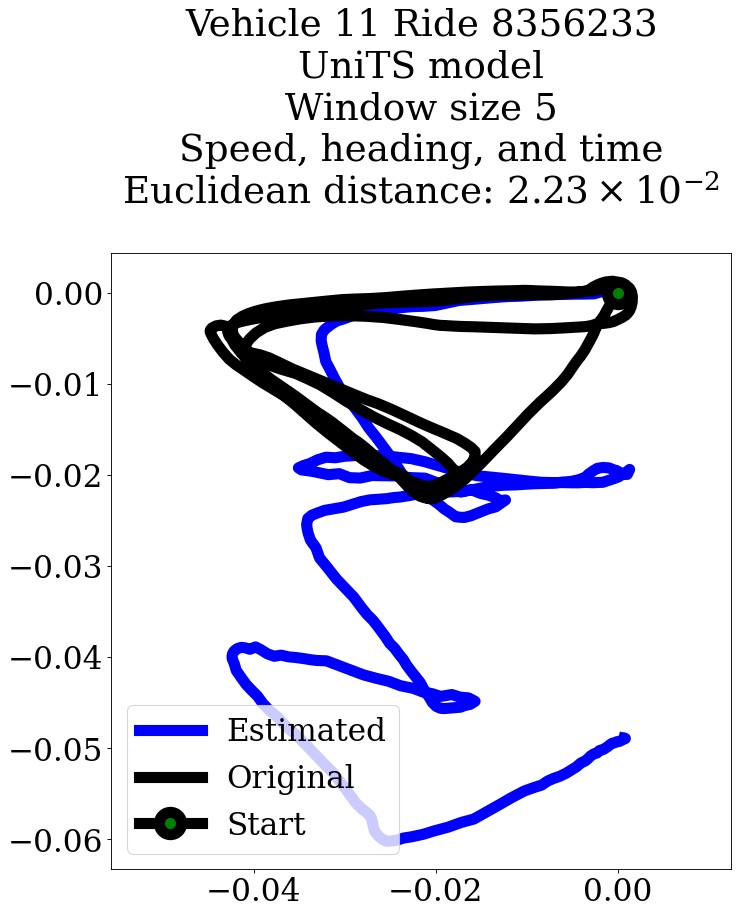 Vehicle 11 Ride 8356233
UniTS model
Window size 5
Speed, heading, and time
Euclidean distance: 2.23 × 10⁻²
0.00
−0.01
−0.02
−0.03
−0.04
−0.05
−0.06
Estimated
Original
Start
−0.04 −0.02 0.00